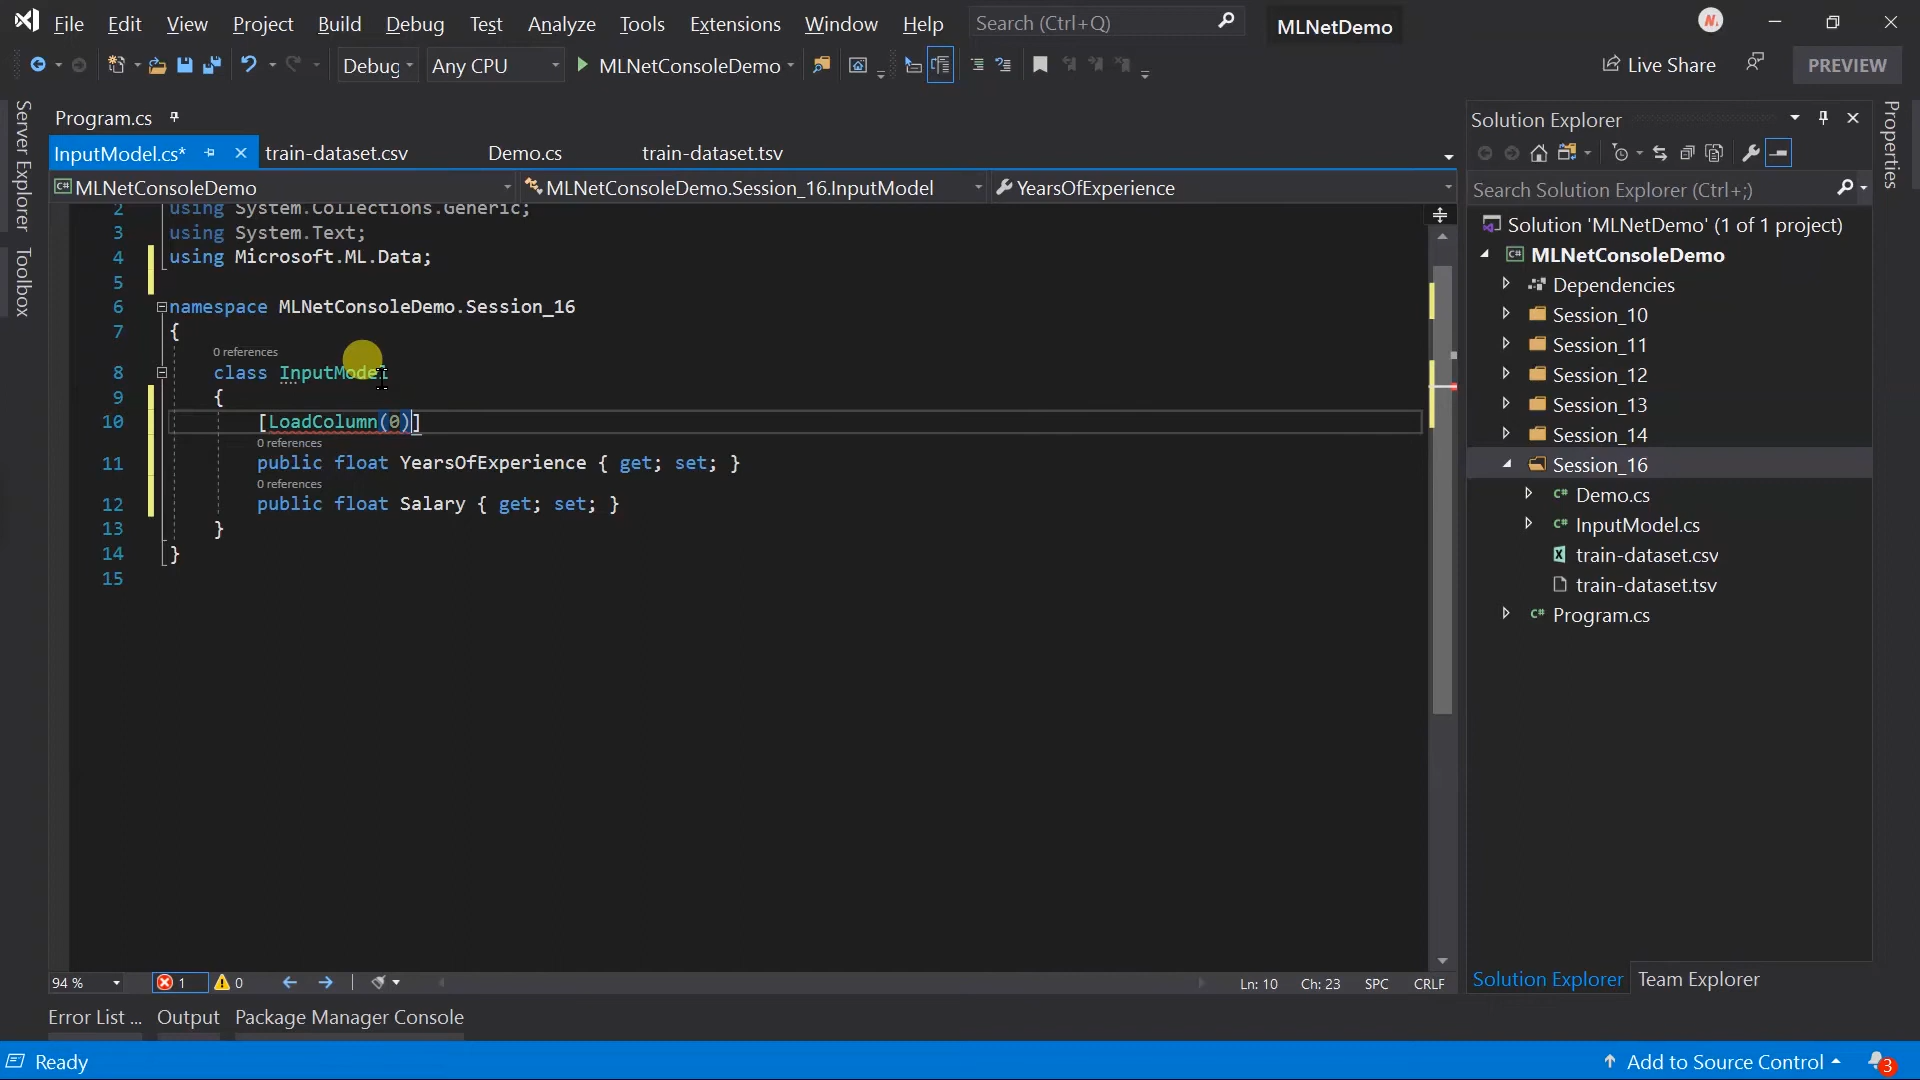 File Edit View Project Build Debug Test Analyze Tools Extensions Window Help Search (Ctrl+Q) MLNetDemo
Debug Any CPU MLNetConsoleDemo Live Share PREVIEW
Server Explorer
Toolbox
Program.cs
InputModel.cs* train-dataset.csv Demo.cs train-dataset.tsv
MLNetConsoleDemo MLNetConsoleDemo.Session_16.InputModel YearsOfExperience
2 using System.Collections.Generic;
3 using System.Text;
4 using Microsoft.ML.Data;
5
6 namespace MLNetConsoleDemo.Session_16
7 {
0 references
8 class InputModel
9 {
10 [LoadColumn(0)]
0 references
11 public float YearsOfExperience { get; set; }
0 references
12 public float Salary { get; set; }
13 }
14 }
15
94 % 1 0 Ln: 10 Ch: 23 SPC CRLF
Error List ... Output Package Manager Console
Solution Explorer
Search Solution Explorer (Ctrl+;)
Solution 'MLNetDemo' (1 of 1 project)
MLNetConsoleDemo
Dependencies
Session_10
Session_11
Session_12
Session_13
Session_14
Session_16
Demo.cs
InputModel.cs
train-dataset.csv
train-dataset.tsv
Program.cs
Solution Explorer Team Explorer
Properties
Ready Add to Source Control 3